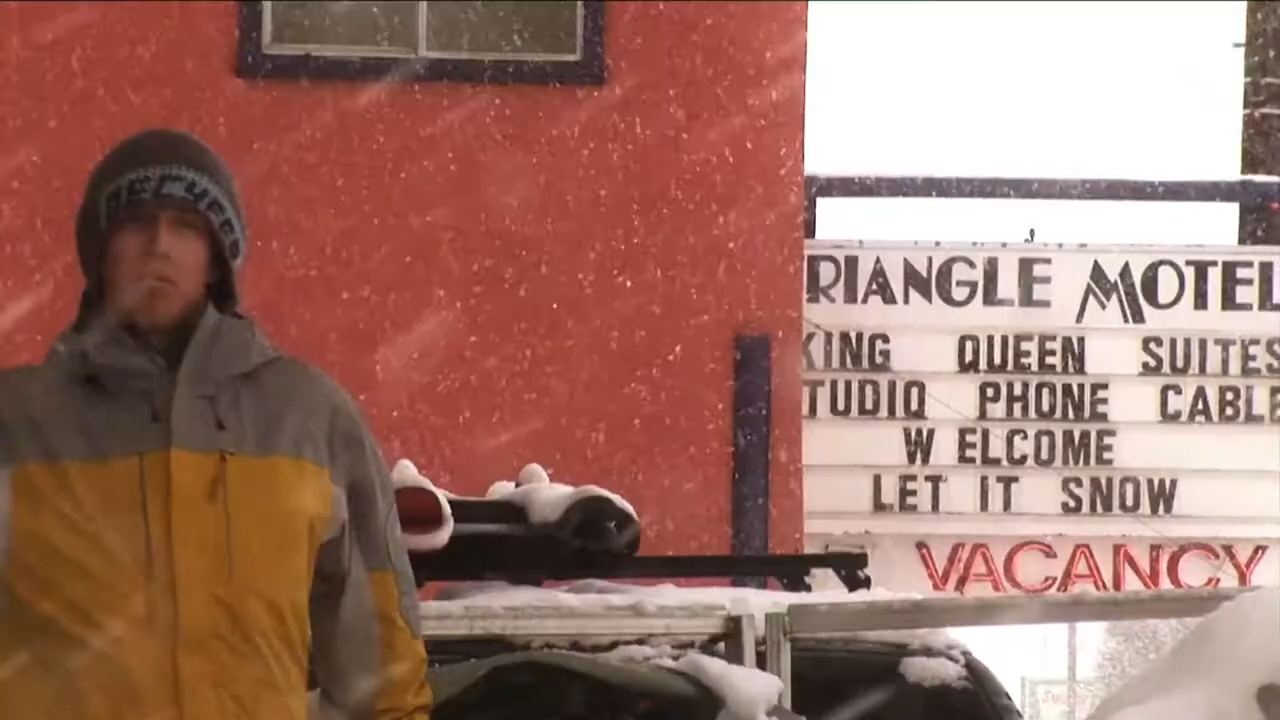 RIANGLE MOTEL
KING QUEEN SUITES
TUDIO PHONE CABLE
W ELCOME
LET IT SNOW
VACANCY